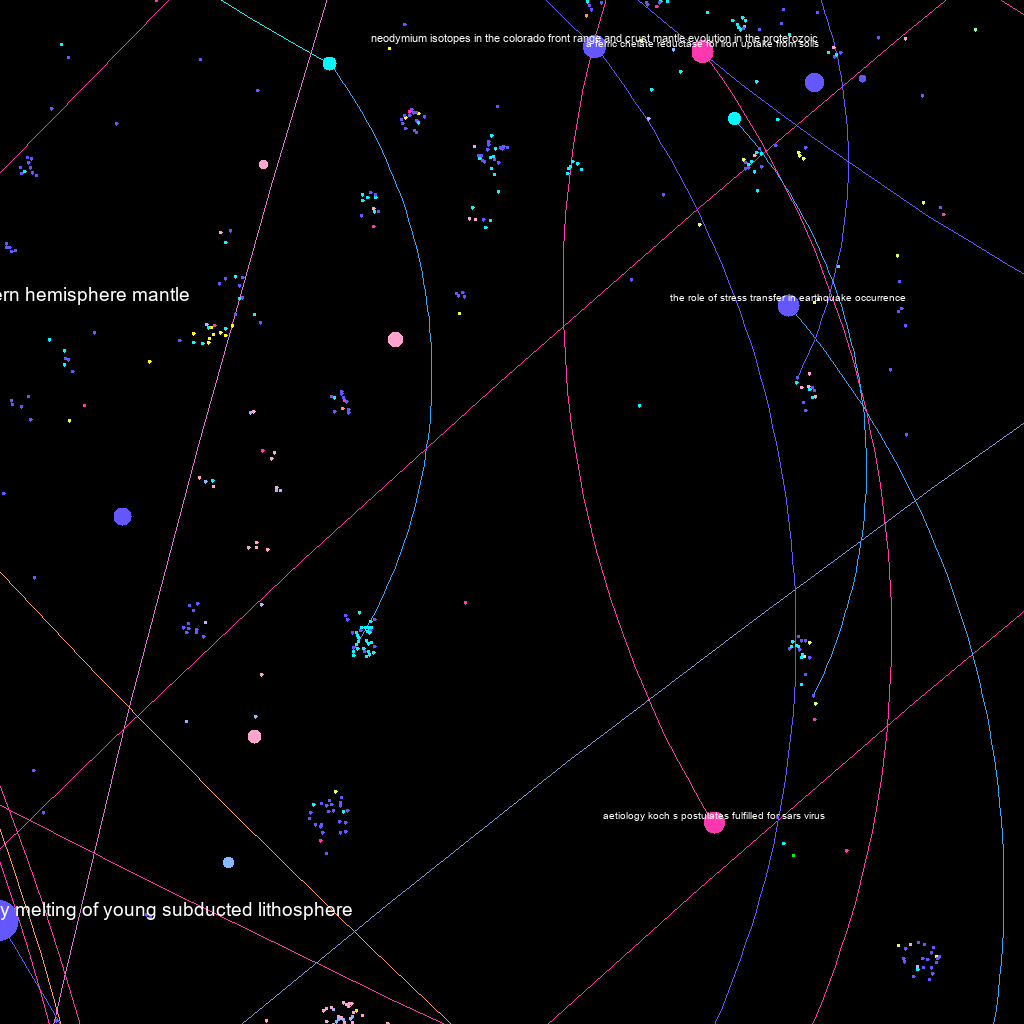 neodymium isotopes in the colorado front range and crust mantle evolution in the proterozoic
a ferric chelate reductase for iron uptake from soils
ern hemisphere mantle
the role of stress transfer in earthquake occurrence
aetiology koch s postulates fulfilled for sars virus
y melting of young subducted lithosphere